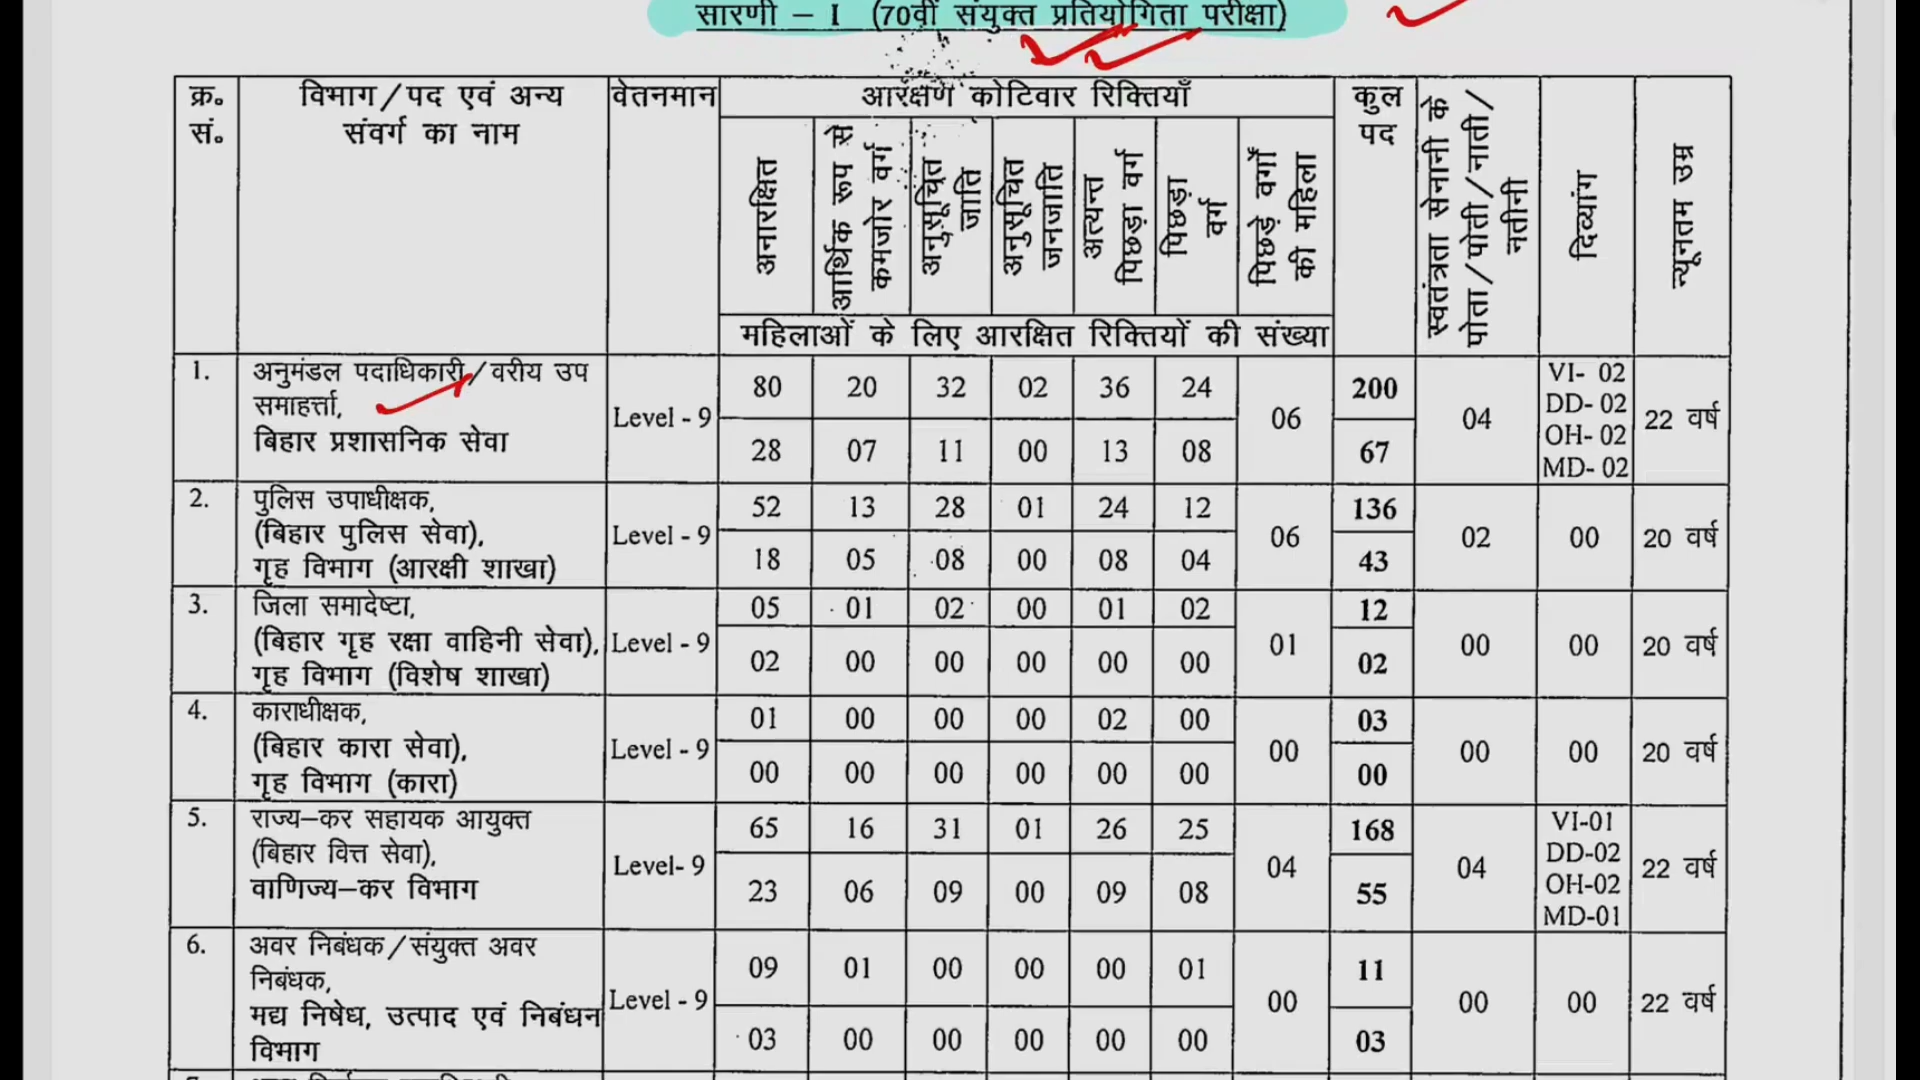 सारणी – I (70वीं संयुक्त प्रतियोगिता परीक्षा)
क्र० सं०
विभाग/पद एवं अन्य संवर्ग का नाम
वेतनमान
आरक्षण कोटिवार रिक्तियाँ
अनारक्षित
आर्थिक रूप से कमजोर वर्ग
अनुसूचित जाति
अनुसूचित जनजाति
अत्यन्त पिछड़ा वर्ग
पिछड़ा वर्ग
पिछड़े वर्गों की महिला
कुल पद
स्वतंत्रता सेनानी के पोता/पोती/नाती/नतीनी
दिव्यांग
न्यूनतम उम्र
महिलाओं के लिए आरक्षित रिक्तियों की संख्या
1.
अनुमंडल पदाधिकारी/वरीय उप
समाहर्त्ता,
बिहार प्रशासनिक सेवा
Level - 9
80 20 32 02 36 24
28 07 11 00 13 08
06
200
67
04
VI- 02
DD- 02
OH- 02
MD- 02
22 वर्ष
2.
पुलिस उपाधीक्षक,
(बिहार पुलिस सेवा),
गृह विभाग (आरक्षी शाखा)
Level - 9
52 13 28 01 24 12
18 05 08 00 08 04
06
136
43
02
00
20 वर्ष
3.
जिला समादेष्टा,
(बिहार गृह रक्षा वाहिनी सेवा),
गृह विभाग (विशेष शाखा)
Level - 9
05 01 02 00 01 02
02 00 00 00 00 00
01
12
02
00
00
20 वर्ष
4.
काराधीक्षक,
(बिहार कारा सेवा),
गृह विभाग (कारा)
Level - 9
01 00 00 00 02 00
00 00 00 00 00 00
00
03
00
00
00
20 वर्ष
5.
राज्य–कर सहायक आयुक्त
(बिहार वित्त सेवा),
वाणिज्य–कर विभाग
Level- 9
65 16 31 01 26 25
23 06 09 00 09 08
04
168
55
04
VI-01
DD-02
OH-02
MD-01
22 वर्ष
6.
अवर निबंधक/संयुक्त अवर
निबंधक,
मद्य निषेध, उत्पाद एवं निबंधन
विभाग
Level - 9
09 01 00 00 00 01
03 00 00 00 00 00
00
11
03
00
00
22 वर्ष